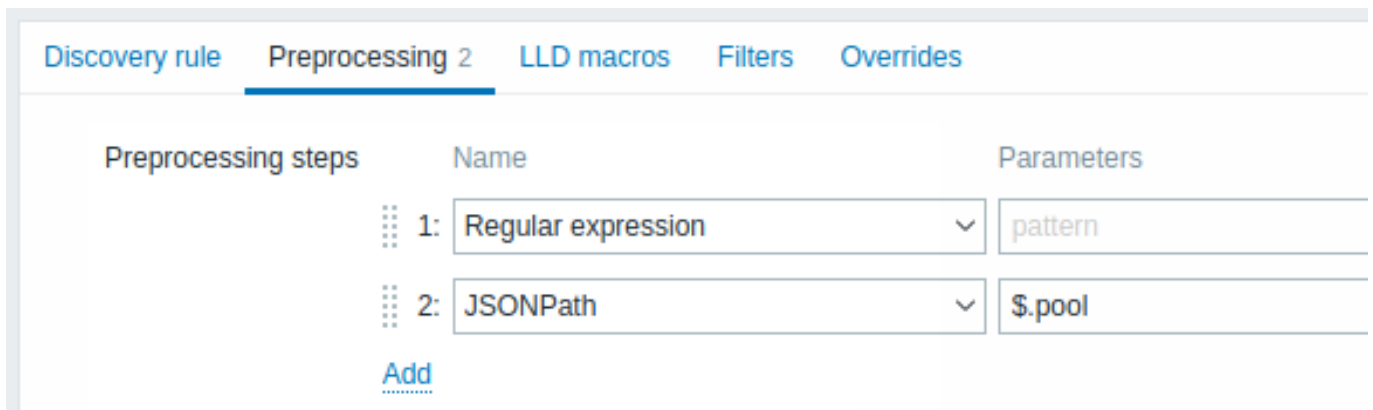 Discovery rule Preprocessing 2 LLD macros Filters Overrides
Preprocessing steps Name Parameters
1: Regular expression pattern
2: JSONPath $.pool
Add